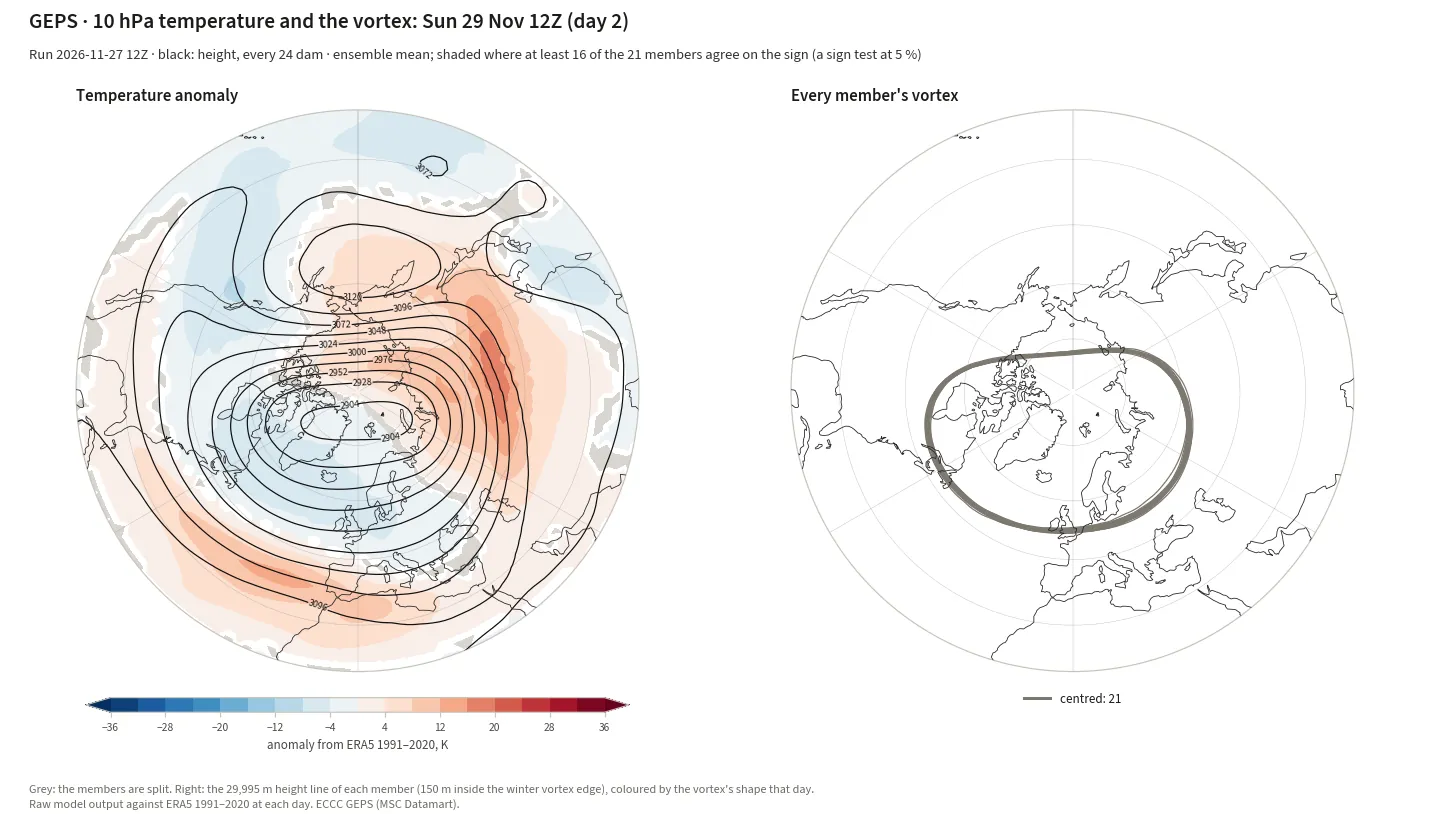 GEPS · 10 hPa temperature and the vortex: Sun 29 Nov 12Z (day 2)
Run 2026-11-27 12Z · black: height, every 24 dam · ensemble mean; shaded where at least 16 of the 21 members agree on the sign (a sign test at 5 %)
Temperature anomaly
Every member's vortex
3072
3120
3096
3072
3048
3024
3000
2976
2952
2928
2904
2904
3096
−36 −28 −20 −12 −4 4 12 20 28 36
anomaly from ERA5 1991–2020, K
centred: 21
Grey: the members are split. Right: the 29,995 m height line of each member (150 m inside the winter vortex edge), coloured by the vortex's shape that day.
Raw model output against ERA5 1991–2020 at each day. ECCC GEPS (MSC Datamart).